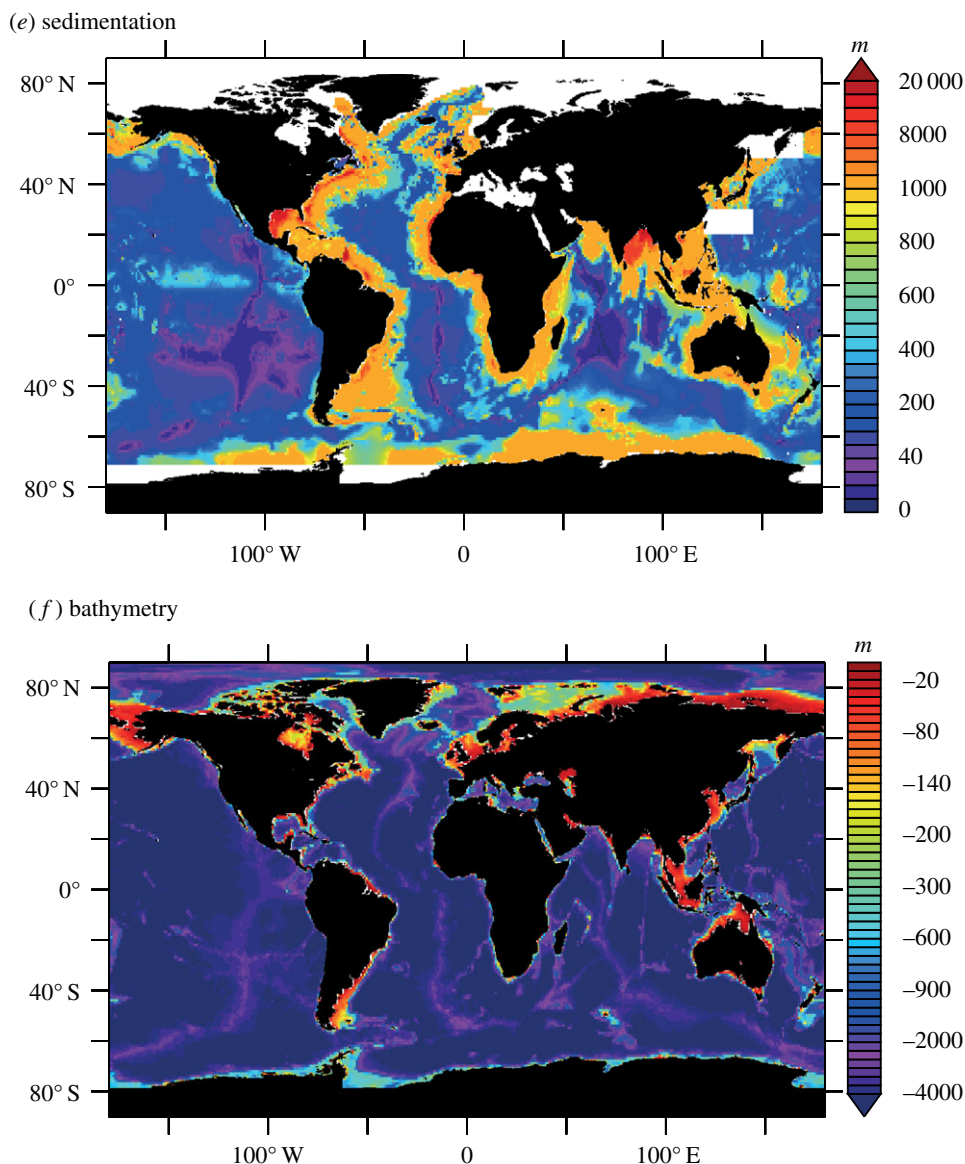 (e) sedimentation
m
80° N
40° N
0°
40° S
80° S
100° W
0
100° E
20 000
8000
1000
800
600
400
200
40
0
(f) bathymetry
m
80° N
40° N
0°
40° S
80° S
100° W
0
100° E
–20
–80
–140
–200
–300
–600
–900
–2000
–4000